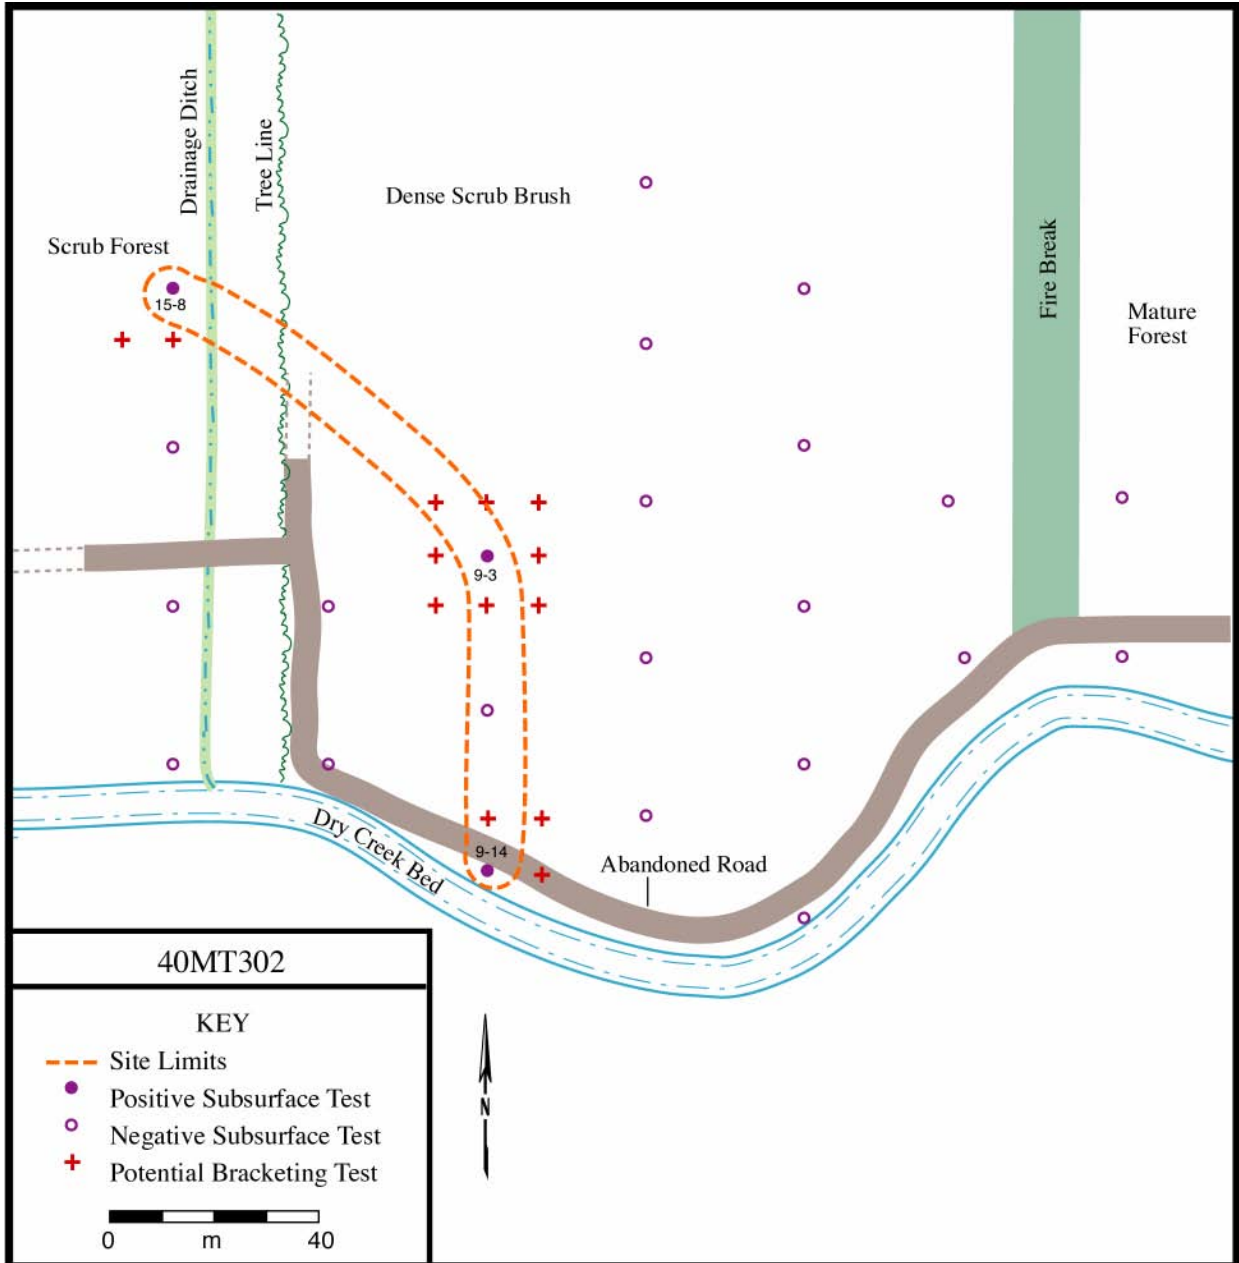 Drainage Ditch
Tree Line
Dense Scrub Brush
Scrub Forest
15-8
Fire Break
Mature
Forest
9-3
9-14
Dry Creek Bed
Abandoned Road
40MT302
KEY
Site Limits
Positive Subsurface Test
Negative Subsurface Test
Potential Bracketing Test
0 m 40
N